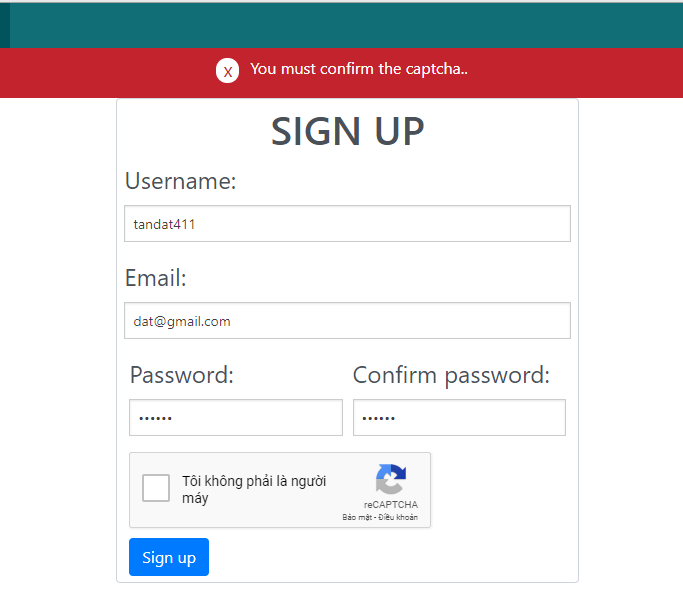 X You must confirm the captcha..
SIGN UP
Username:
tandat411
Email:
dat@gmail.com
Password: Confirm password:
•••••• ••••••
Tôi không phải là người
máy
reCAPTCHA
Bảo mật - Điều khoản
Sign up